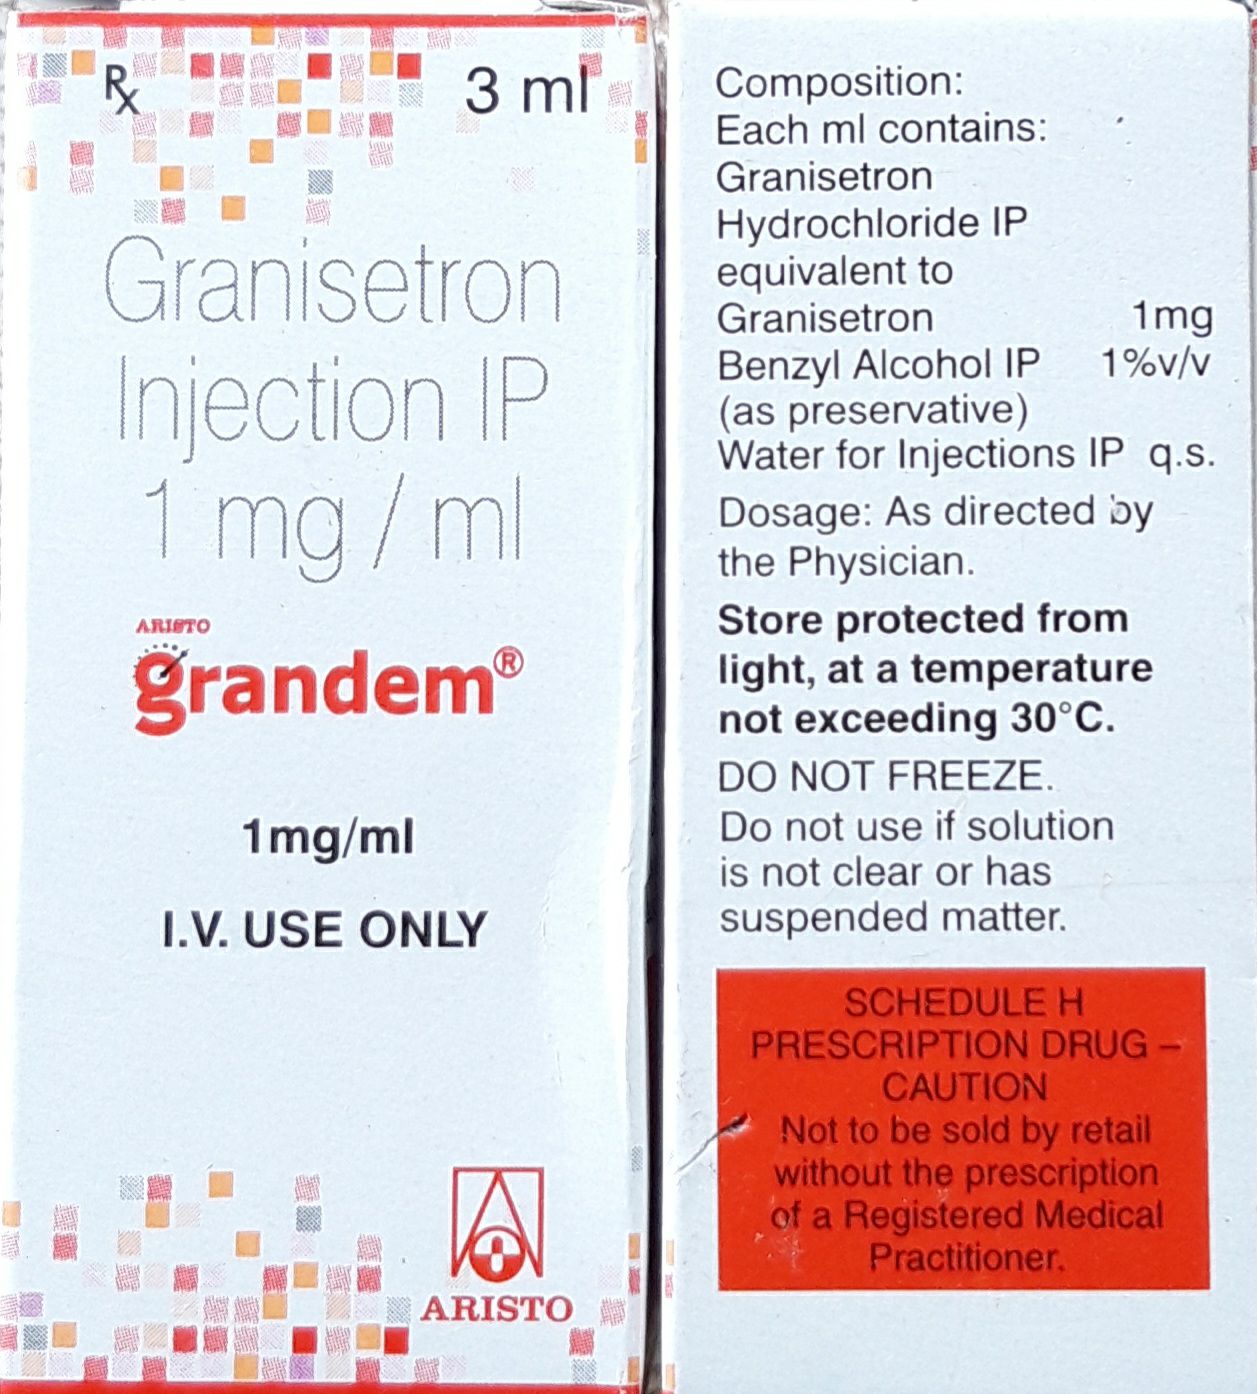 Rx 3 ml
Granisetron
Injection IP
1 mg / ml
ARISTO
grandem®
1mg/ml
I.V. USE ONLY
ARISTO
Composition:
Each ml contains:
Granisetron
Hydrochloride IP
equivalent to
Granisetron 1mg
Benzyl Alcohol IP 1%v/v
(as preservative)
Water for Injections IP q.s.
Dosage: As directed by
the Physician.
Store protected from
light, at a temperature
not exceeding 30°C.
DO NOT FREEZE.
Do not use if solution
is not clear or has
suspended matter.
SCHEDULE H
PRESCRIPTION DRUG –
CAUTION
Not to be sold by retail
without the prescription
of a Registered Medical
Practitioner.